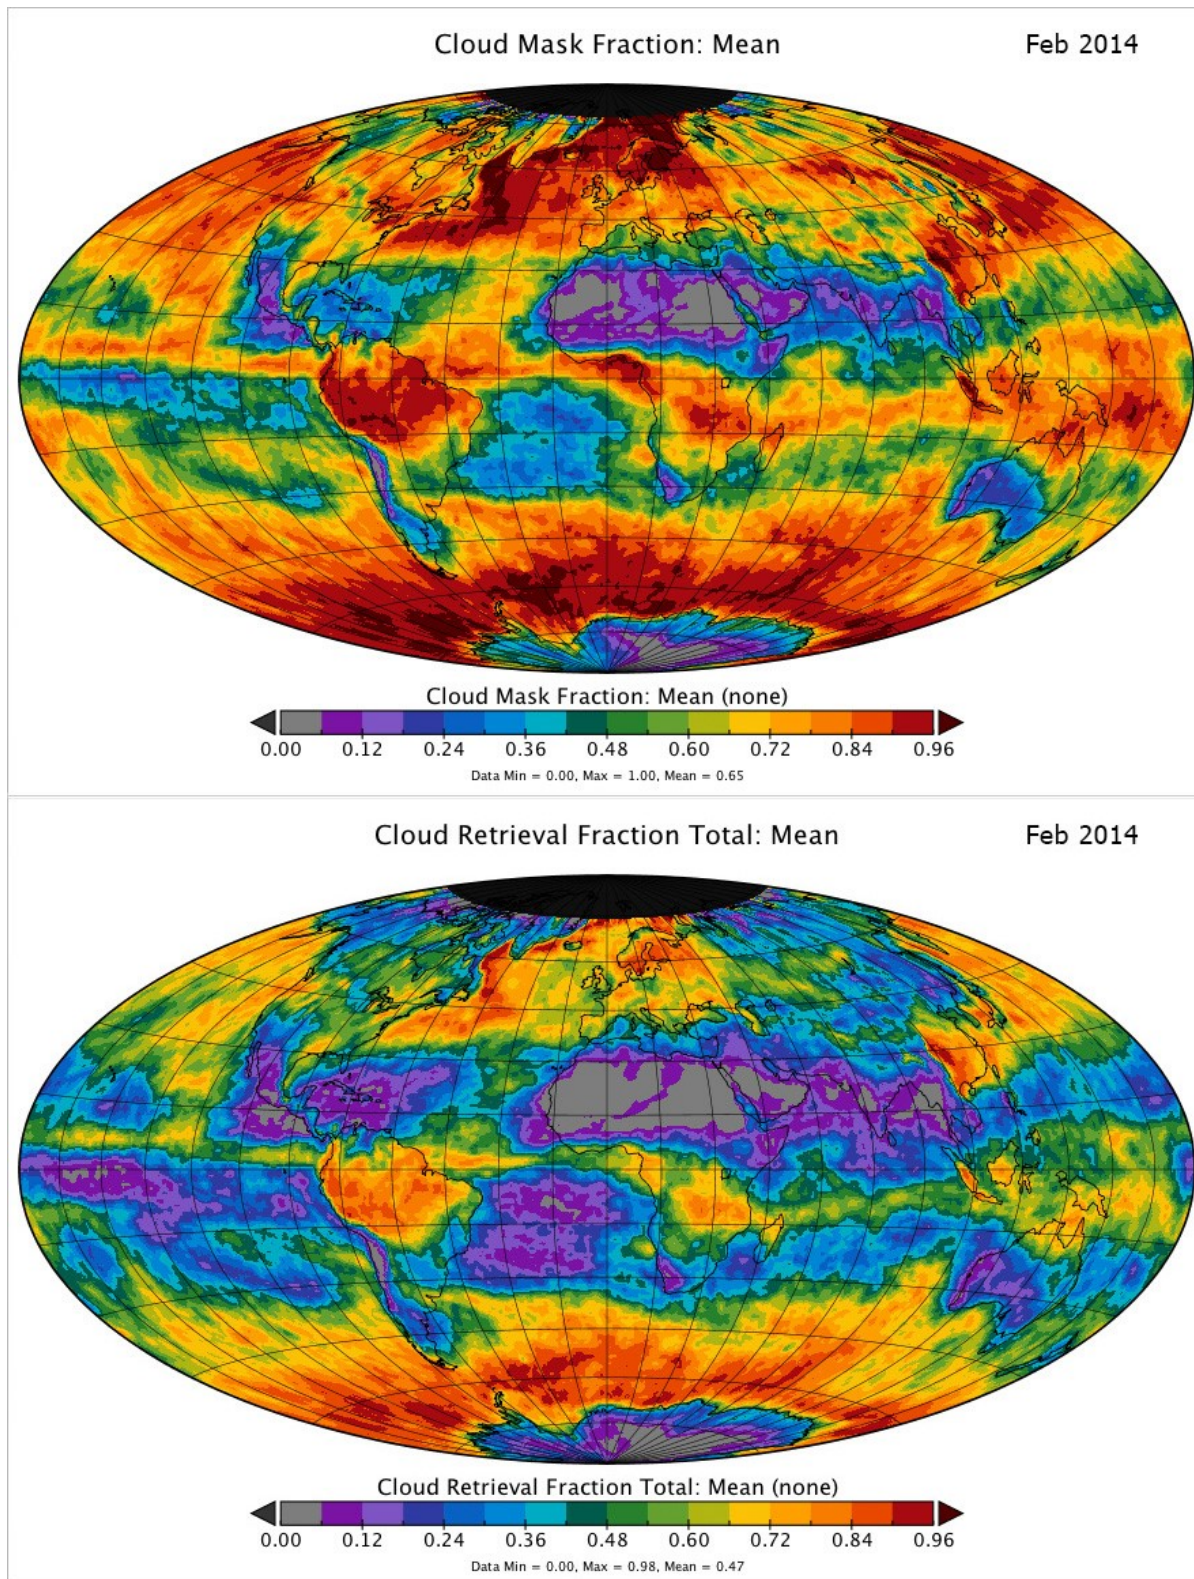 Cloud Mask Fraction: Mean Feb 2014
Cloud Mask Fraction: Mean (none)
0.00 0.12 0.24 0.36 0.48 0.60 0.72 0.84 0.96
Data Min = 0.00, Max = 1.00, Mean = 0.65
Cloud Retrieval Fraction Total: Mean Feb 2014
Cloud Retrieval Fraction Total: Mean (none)
0.00 0.12 0.24 0.36 0.48 0.60 0.72 0.84 0.96
Data Min = 0.00, Max = 0.98, Mean = 0.47